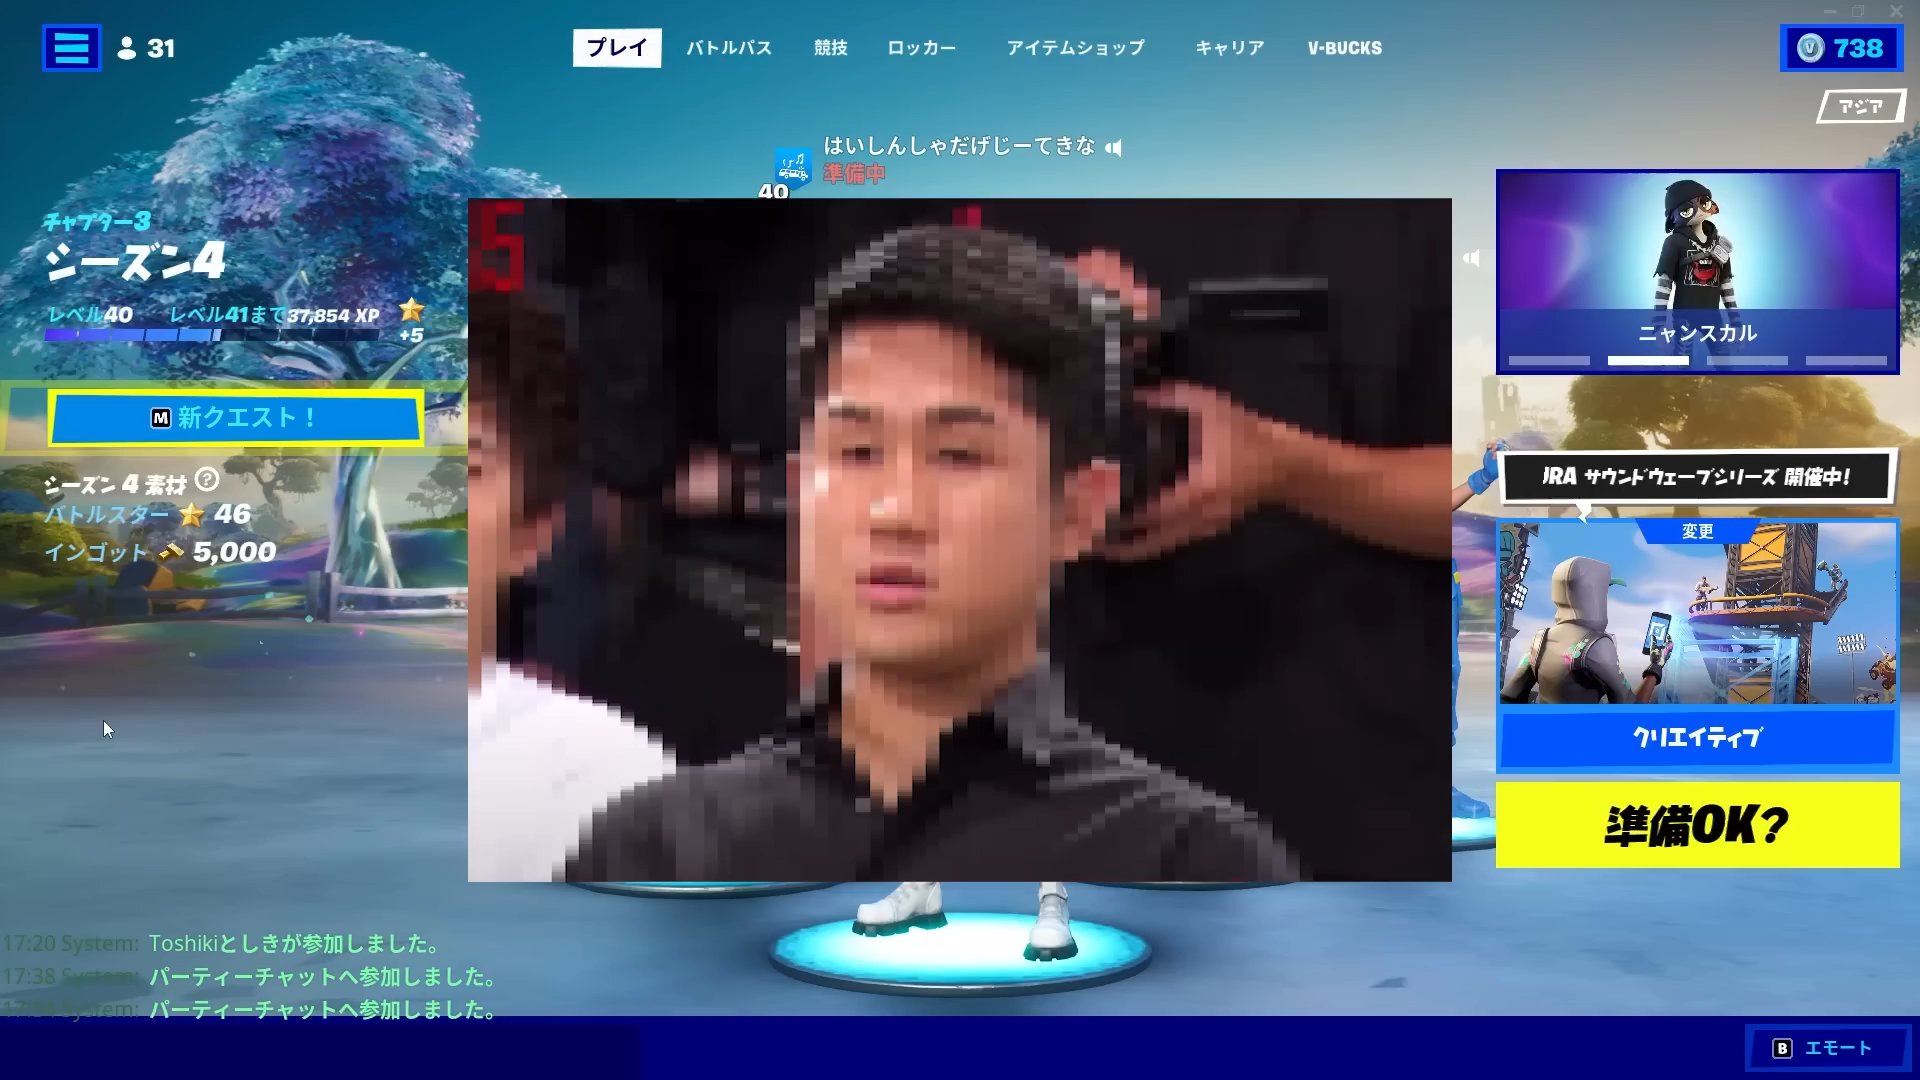 31
プレイ
バトルパス
競技
ロッカー
アイテムショップ
キャリア
V-BUCKS
738
アジア
はいしんしゃだげじーてきな
準備中
40
チャプター3
シーズン4
レベル40
レベル41まで37,854 XP
+5
M 新クエスト！
シーズン 4 素材 ?
バトルスター 46
インゴット 5,000
5
ニャンスカル
JRA サウンドウェーブシリーズ 開催中!
変更
クリエイティブ
準備OK?
17:20 System: Toshikiとしきが参加しました。
17:38 System: パーティーチャットへ参加しました。
System: パーティーチャットへ参加しました。
B エモート